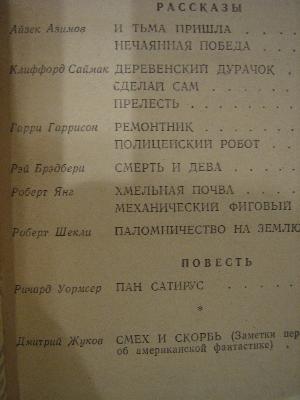 РАССКАЗЫ
Айзек Азимов И ТЬМА ПРИШЛА . . . .
НЕЧАЯННАЯ ПОБЕДА . . . .
Клиффорд Саймак ДЕРЕВЕНСКИЙ ДУРАЧОК .
СДЕЛАЙ САМ . . . . . .
ПРЕЛЕСТЬ . . . . . . .
Гарри Гаррисон РЕМОНТНИК . . . . . .
ПОЛИЦЕЙСКИЙ РОБОТ . . .
Рэй Брэдбери СМЕРТЬ И ДЕВА . . . . .
Роберт Янг ХМЕЛЬНАЯ ПОЧВА . . . .
МЕХАНИЧЕСКИЙ ФИГОВЫЙ
Роберт Шекли ПАЛОМНИЧЕСТВО НА ЗЕМЛЮ
ПОВЕСТЬ
Ричард Уормсер ПАН САТИРУС . . . . .
*
Дмитрий Жуков СМЕХ И СКОРБЬ (Заметки пер
об американской фантастике) .